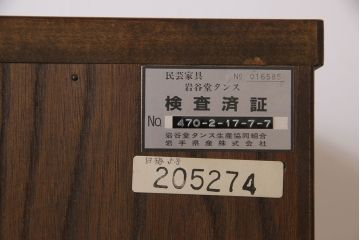 民芸家具 No 016585
岩谷堂タンス
検査済証
No. 470-2-17-7-7
岩谷堂タンス生産協同組合
岩手県産株式会社
205274